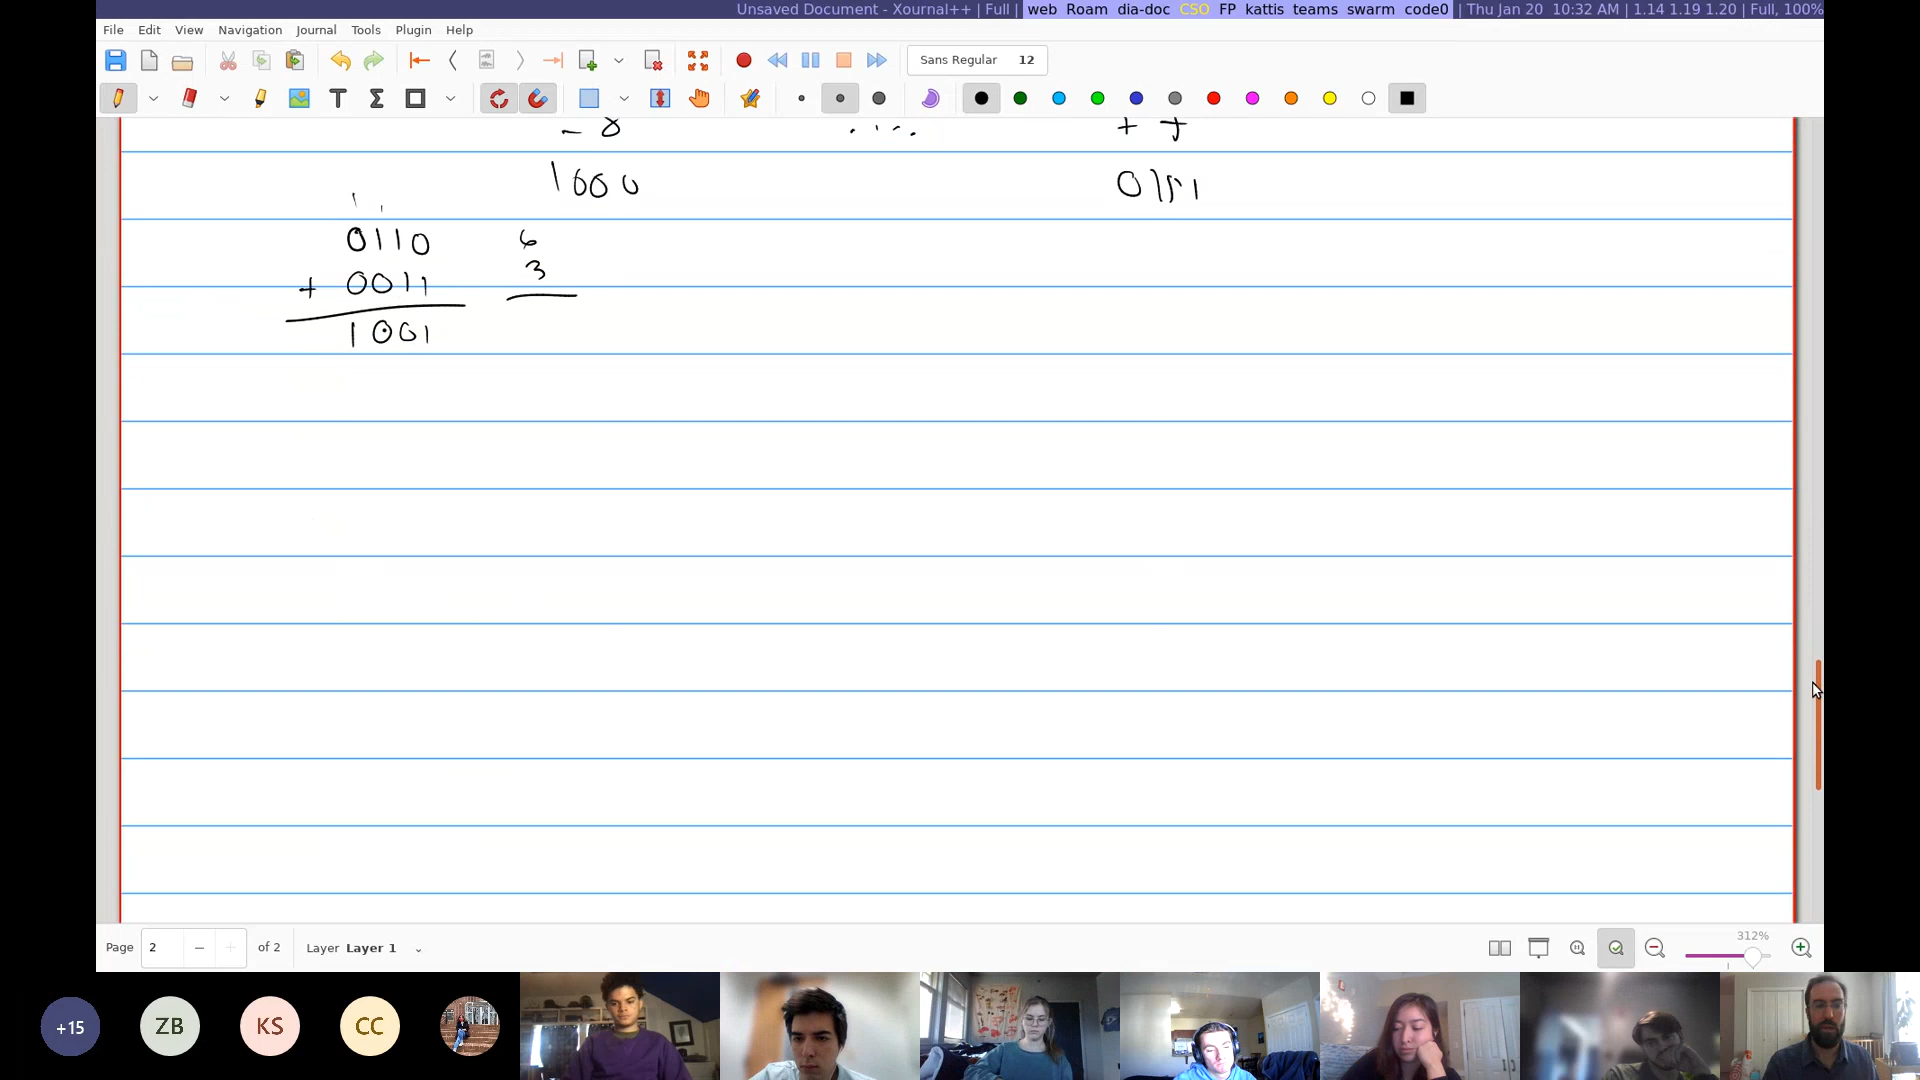 Unsaved Document - Xournal++ | Full | web Roam dia-doc CSO FP kattis teams swarm code0 | Thu Jan 20 10:32 AM | 1.14 1.19 1.20 | Full, 100%
File Edit View Navigation Journal Tools Plugin Help
Sans Regular 12
- 8 .... + 7
1000 0111
1 1
0110 6
+ 0011 3
1001
Page 2 of 2 Layer Layer 1 312%
+15 ZB KS CC